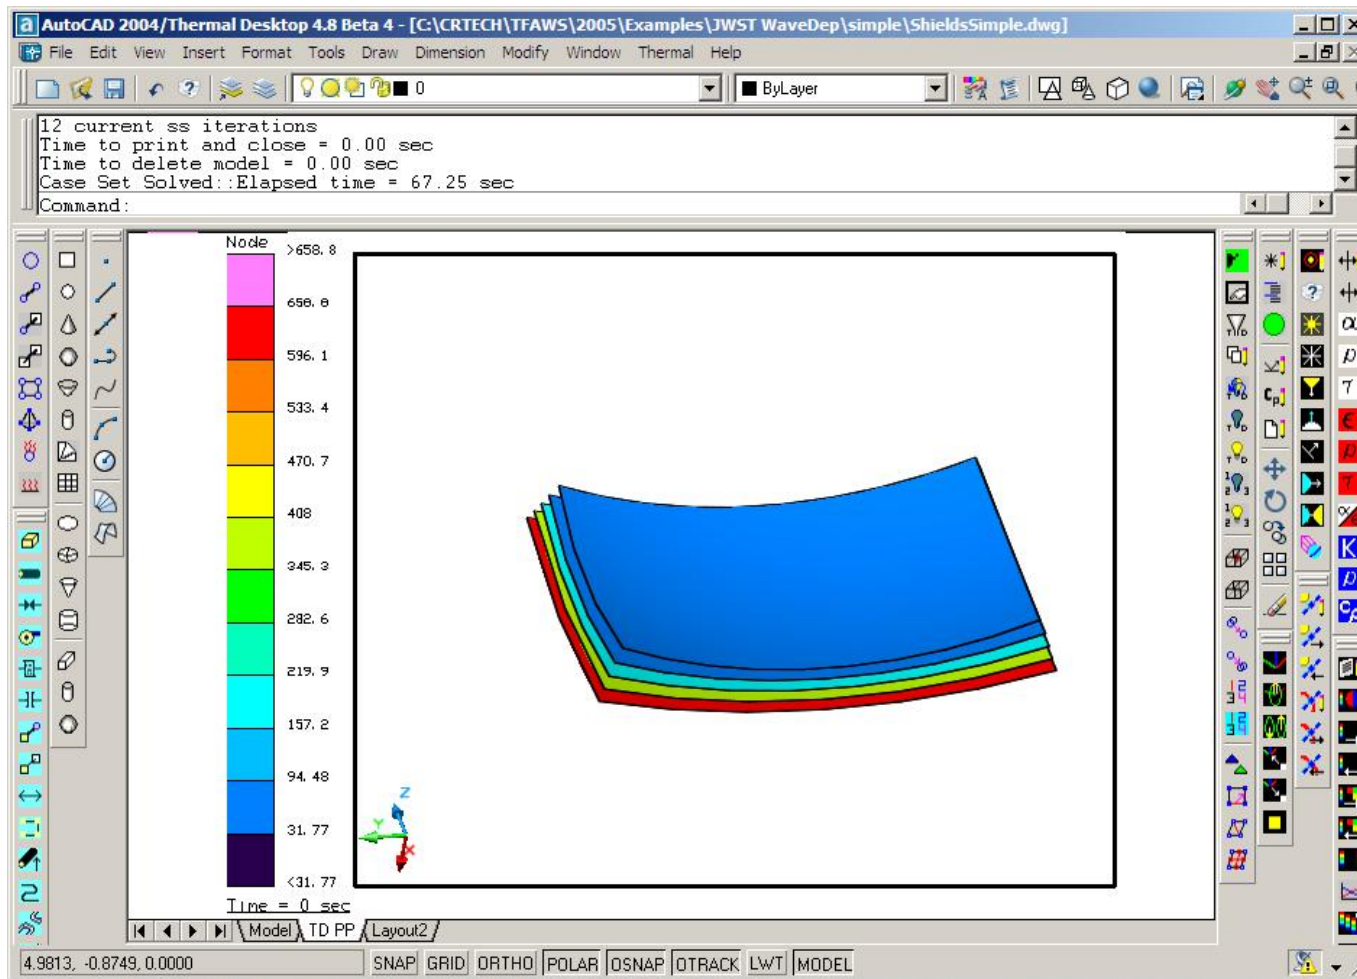 AutoCAD 2004/Thermal Desktop 4.8 Beta 4 - [C:\CRTECH\TFAWS\2005\Examples\JWST WaveDep\simple\ShieldsSimple.dwg]
File Edit View Insert Format Tools Draw Dimension Modify Window Thermal Help
0 ByLayer
12 current ss iterations
Time to print and close = 0.00 sec
Time to delete model = 0.00 sec
Case Set Solved::Elapsed time = 67.25 sec
Command:
Node
>658.8
658.8
596.1
533.4
470.7
408
345.3
282.6
219.9
157.2
94.48
31.77
<31.77
Time = 0 sec
Z
Y
X
Model TD PP Layout2
4.9813, -0.8749, 0.0000 SNAP GRID ORTHO POLAR OSNAP OTRACK LWT MODEL